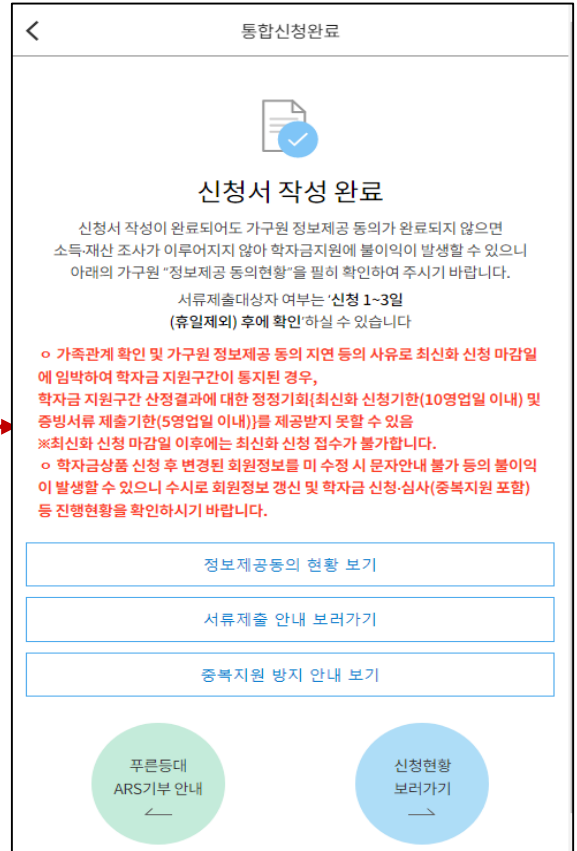 통합신청완료
신청서 작성 완료
신청서 작성이 완료되어도 가구원 정보제공 동의가 완료되지 않으면
소득·재산 조사가 이루어지지 않아 학자금지원에 불이익이 발생할 수 있으니
아래의 가구원 “정보제공 동의현황”을 필히 확인하여 주시기 바랍니다.
서류제출대상자 여부는 ‘신청 1~3일
(휴일제외) 후에 확인’하실 수 있습니다
ㅇ 가족관계 확인 및 가구원 정보제공 동의 지연 등의 사유로 최신화 신청 마감일
에 임박하여 학자금 지원구간이 통지된 경우,
학자금 지원구간 산정결과에 대한 정정기회{최신화 신청기한(10영업일 이내) 및
증빙서류 제출기한(5영업일 이내)}를 제공받지 못할 수 있음
※최신화 신청 마감일 이후에는 최신화 신청 접수가 불가합니다.
ㅇ 학자금상품 신청 후 변경된 회원정보를 미 수정 시 문자안내 불가 등의 불이익
이 발생할 수 있으니 수시로 회원정보 갱신 및 학자금 신청·심사(중복지원 포함)
등 진행현황을 확인하시기 바랍니다.
정보제공동의 현황 보기
서류제출 안내 보러가기
중복지원 방지 안내 보기
푸른등대
ARS기부 안내
신청현황
보러가기